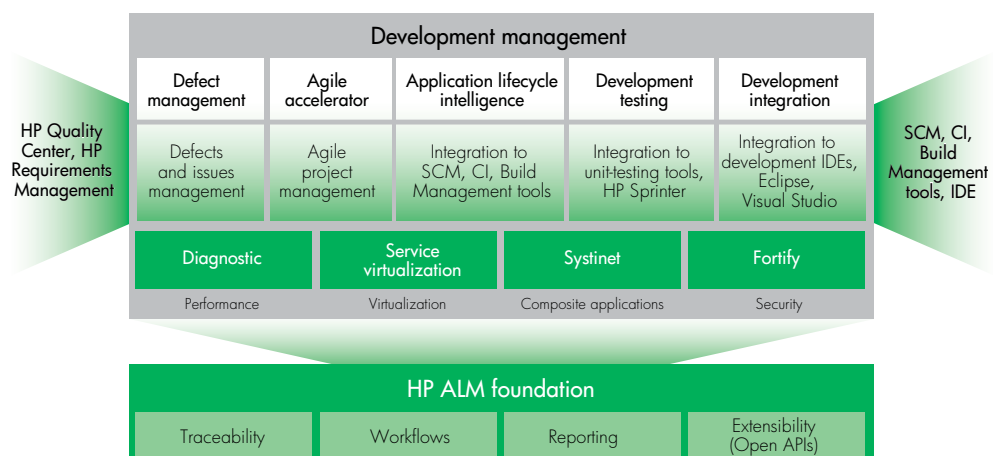 Development management
Defect
management
Agile
accelerator
Application lifecycle
intelligence
Development
testing
Development
integration
HP Quality
Center, HP
Requirements
Management
Defects
and issues
management
Agile
project
management
Integration to
SCM, CI, Build
Management tools
Integration to
unit-testing tools,
HP Sprinter
Integration to
development IDEs,
Eclipse,
Visual Studio
SCM, CI,
Build
Management
tools, IDE
Diagnostic
Service
virtualization
Systinet
Fortify
Performance
Virtualization
Composite applications
Security
HP ALM foundation
Traceability
Workflows
Reporting
Extensibility
(Open APIs)